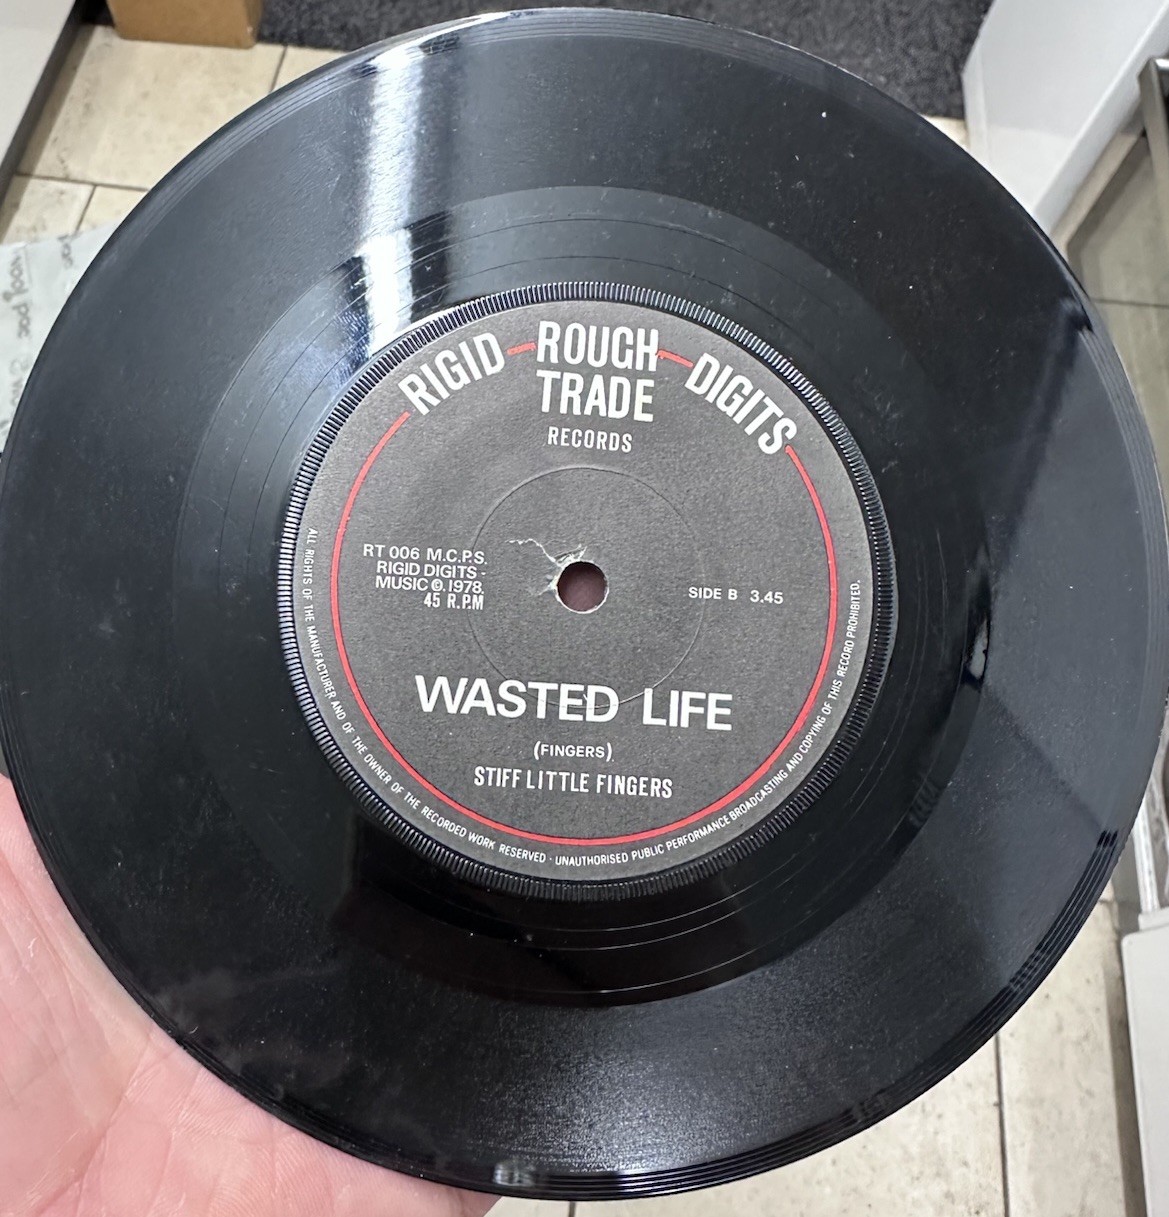 RIGID ROUGH DIGITS
TRADE
RECORDS
RT 006 M.C.P.S.
RIGID DIGITS -
MUSIC ©. 1978.
45 R.P.M
SIDE B 3.45
WASTED LIFE
(FINGERS).
STIFF LITTLE FINGERS
ALL RIGHTS OF THE MANUFACTURER AND OF THE OWNER OF THE RECORDED WORK RESERVED · UNAUTHORISED PUBLIC PERFORMANCE BROADCASTING AND COPYING OF THIS RECORD PROHIBITED.